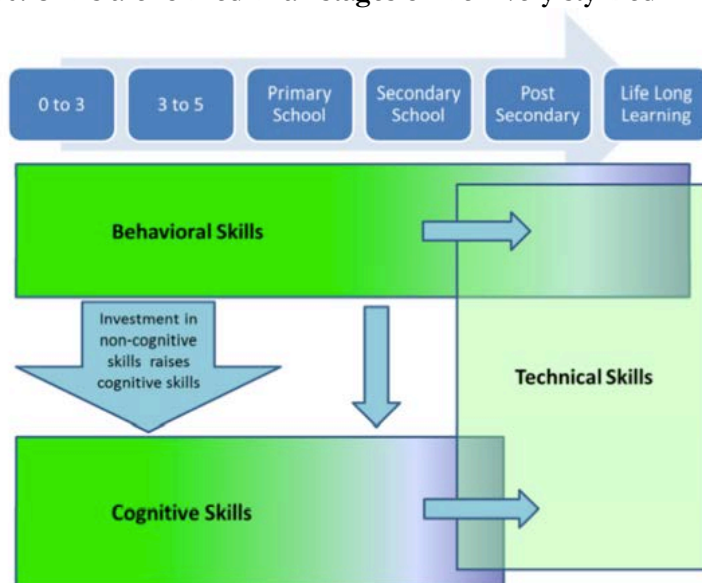 0 to 3
3 to 5
Primary
School
Secondary
School
Post
Secondary
Life Long
Learning
Behavioral Skills
Investment in
non-cognitive
skills raises
cognitive skills
Technical Skills
Cognitive Skills